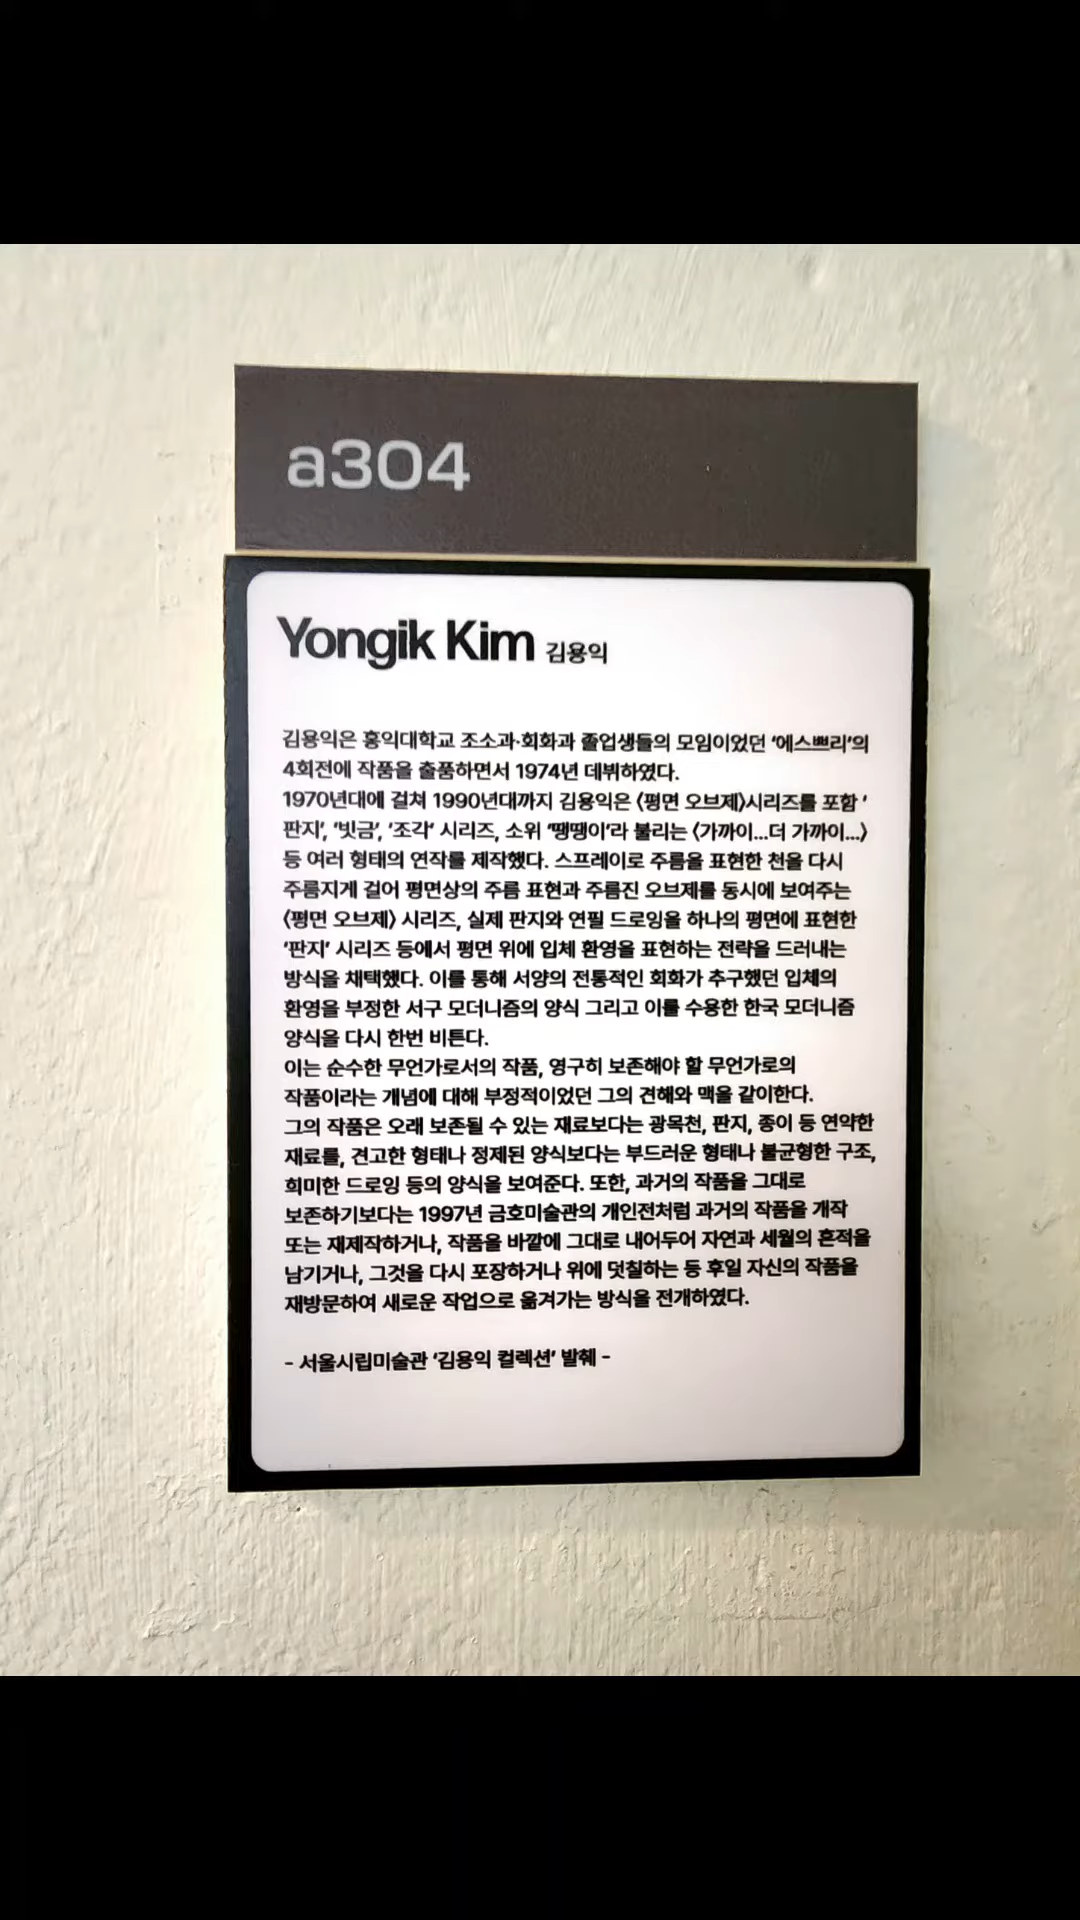 a304
Yongik Kim 김용익
김용익은 홍익대학교 조소과·회화과 졸업생들의 모임이었던 ‘에스쁘리’의
4회전에 작품을 출품하면서 1974년 데뷔하였다.
1970년대에 걸쳐 1990년대까지 김용익은 〈평면 오브제〉시리즈를 포함 ‘
판지’, ‘빗금’, ‘조각’ 시리즈, 소위 ‘땡땡이’라 불리는 〈가까이...더 가까이...〉
등 여러 형태의 연작를 제작했다. 스프레이로 주름을 표현한 천을 다시
주름지게 걸어 평면상의 주름 표현과 주름진 오브제를 동시에 보여주는
〈평면 오브제〉 시리즈, 실제 판지와 연필 드로잉을 하나의 평면에 표현한
‘판지’ 시리즈 등에서 평면 위에 입체 환영을 표현하는 전략을 드러내는
방식을 채택했다. 이를 통해 서양의 전통적인 회화가 추구했던 입체의
환영을 부정한 서구 모더니즘의 양식 그리고 이를 수용한 한국 모더니즘
양식을 다시 한번 비튼다.
이는 순수한 무언가로서의 작품, 영구히 보존해야 할 무언가로의
작품이라는 개념에 대해 부정적이었던 그의 견해와 맥을 같이한다.
그의 작품은 오래 보존될 수 있는 재료보다는 광목천, 판지, 종이 등 연약한
재료를, 견고한 형태나 정제된 양식보다는 부드러운 형태나 불균형한 구조,
희미한 드로잉 등의 양식을 보여준다. 또한, 과거의 작품을 그대로
보존하기보다는 1997년 금호미술관의 개인전처럼 과거의 작품을 개작
또는 재제작하거나, 작품을 바깥에 그대로 내어두어 자연과 세월의 흔적을
남기거나, 그것을 다시 포장하거나 위에 덧칠하는 등 후일 자신의 작품을
재방문하여 새로운 작업으로 옮겨가는 방식을 전개하였다.
- 서울시립미술관 ‘김용익 컬렉션’ 발췌 -